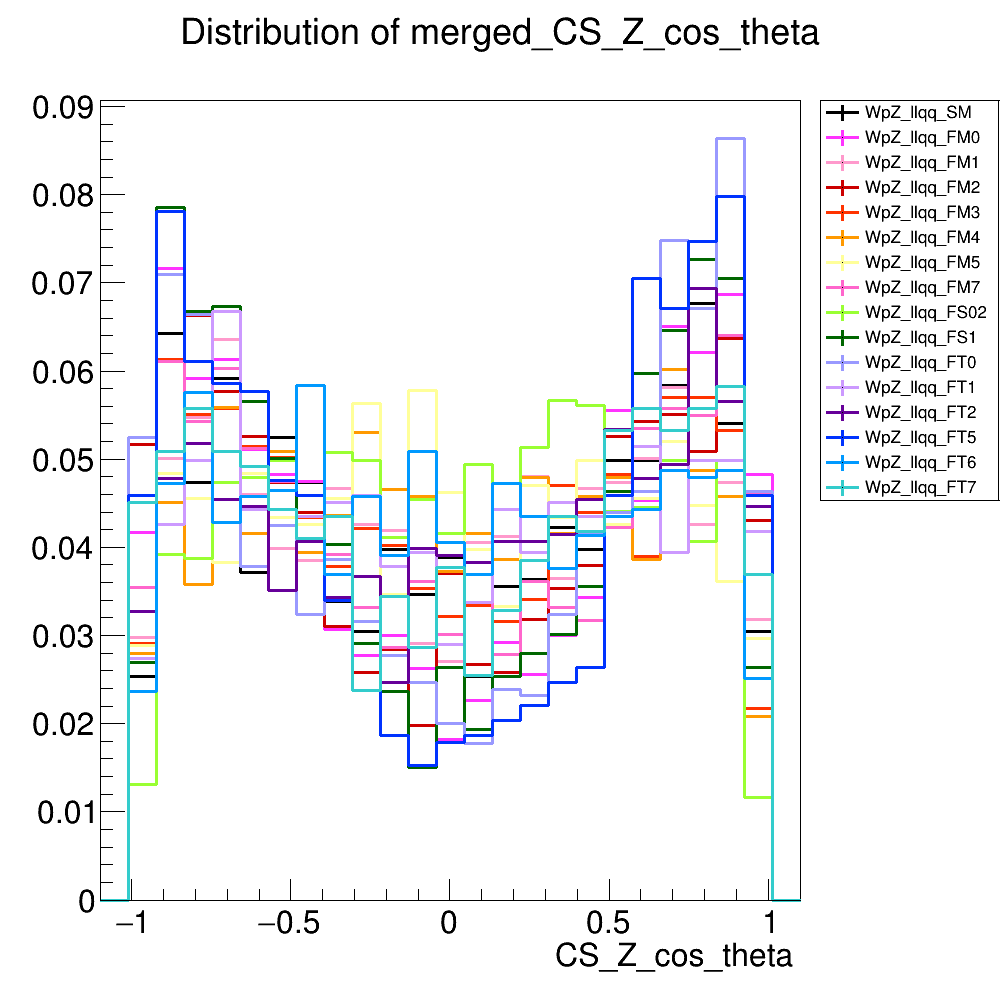 Distribution of merged_CS_Z_cos_theta
0.09
0.08
0.07
0.06
0.05
0.04
0.03
0.02
0.01
0
−1
−0.5
0
0.5
1
CS_Z_cos_theta
WpZ_llqq_SM
WpZ_llqq_FM0
WpZ_llqq_FM1
WpZ_llqq_FM2
WpZ_llqq_FM3
WpZ_llqq_FM4
WpZ_llqq_FM5
WpZ_llqq_FM7
WpZ_llqq_FS02
WpZ_llqq_FS1
WpZ_llqq_FT0
WpZ_llqq_FT1
WpZ_llqq_FT2
WpZ_llqq_FT5
WpZ_llqq_FT6
WpZ_llqq_FT7